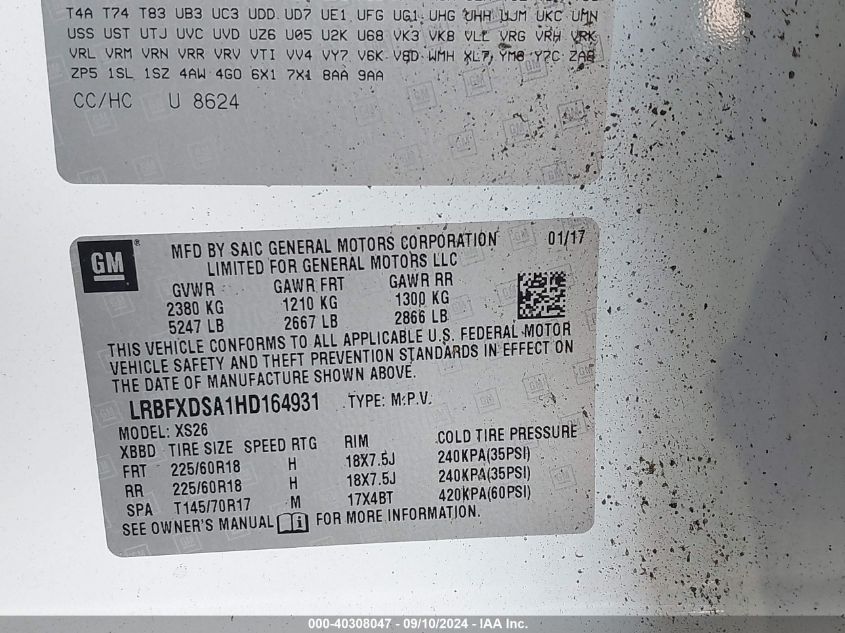 T4A T74 T83 UB3 UC3 UDD UD7 UE1 UFG UG1 UHG UHH UJM UKC UMN
USS UST UTJ UVC UVD UZ6 U05 U2K U68 VK3 VK8 VLL VRG VRH VRK
VRL VRM VRN VRR VRV VTI VV4 VY7 V6K V8D WMH XL7 YM8 Y7C ZAB
ZP5 1SL 1SZ 4AW 4GO 6X1 7X1 8AA 9AA
CC/HC U 8624
GM ®
MFD BY SAIC GENERAL MOTORS CORPORATION 01/17
LIMITED FOR GENERAL MOTORS LLC
GVWR GAWR FRT GAWR RR
2380 KG 1210 KG 1300 KG
5247 LB 2667 LB 2866 LB
THIS VEHICLE CONFORMS TO ALL APPLICABLE U.S. FEDERAL MOTOR
VEHICLE SAFETY AND THEFT PREVENTION STANDARDS IN EFFECT ON
THE DATE OF MANUFACTURE SHOWN ABOVE.
LRBFXDSA1HD164931 TYPE: M.P.V.
MODEL: XS26
XBBD TIRE SIZE SPEED RTG RIM COLD TIRE PRESSURE
FRT 225/60R18 H 18X7.5J 240KPA(35PSI)
RR 225/60R18 H 18X7.5J 240KPA(35PSI)
SPA T145/70R17 M 17X4BT 420KPA(60PSI)
SEE OWNER'S MANUAL FOR MORE INFORMATION.
000-40308047 - 09/10/2024 - IAA Inc.